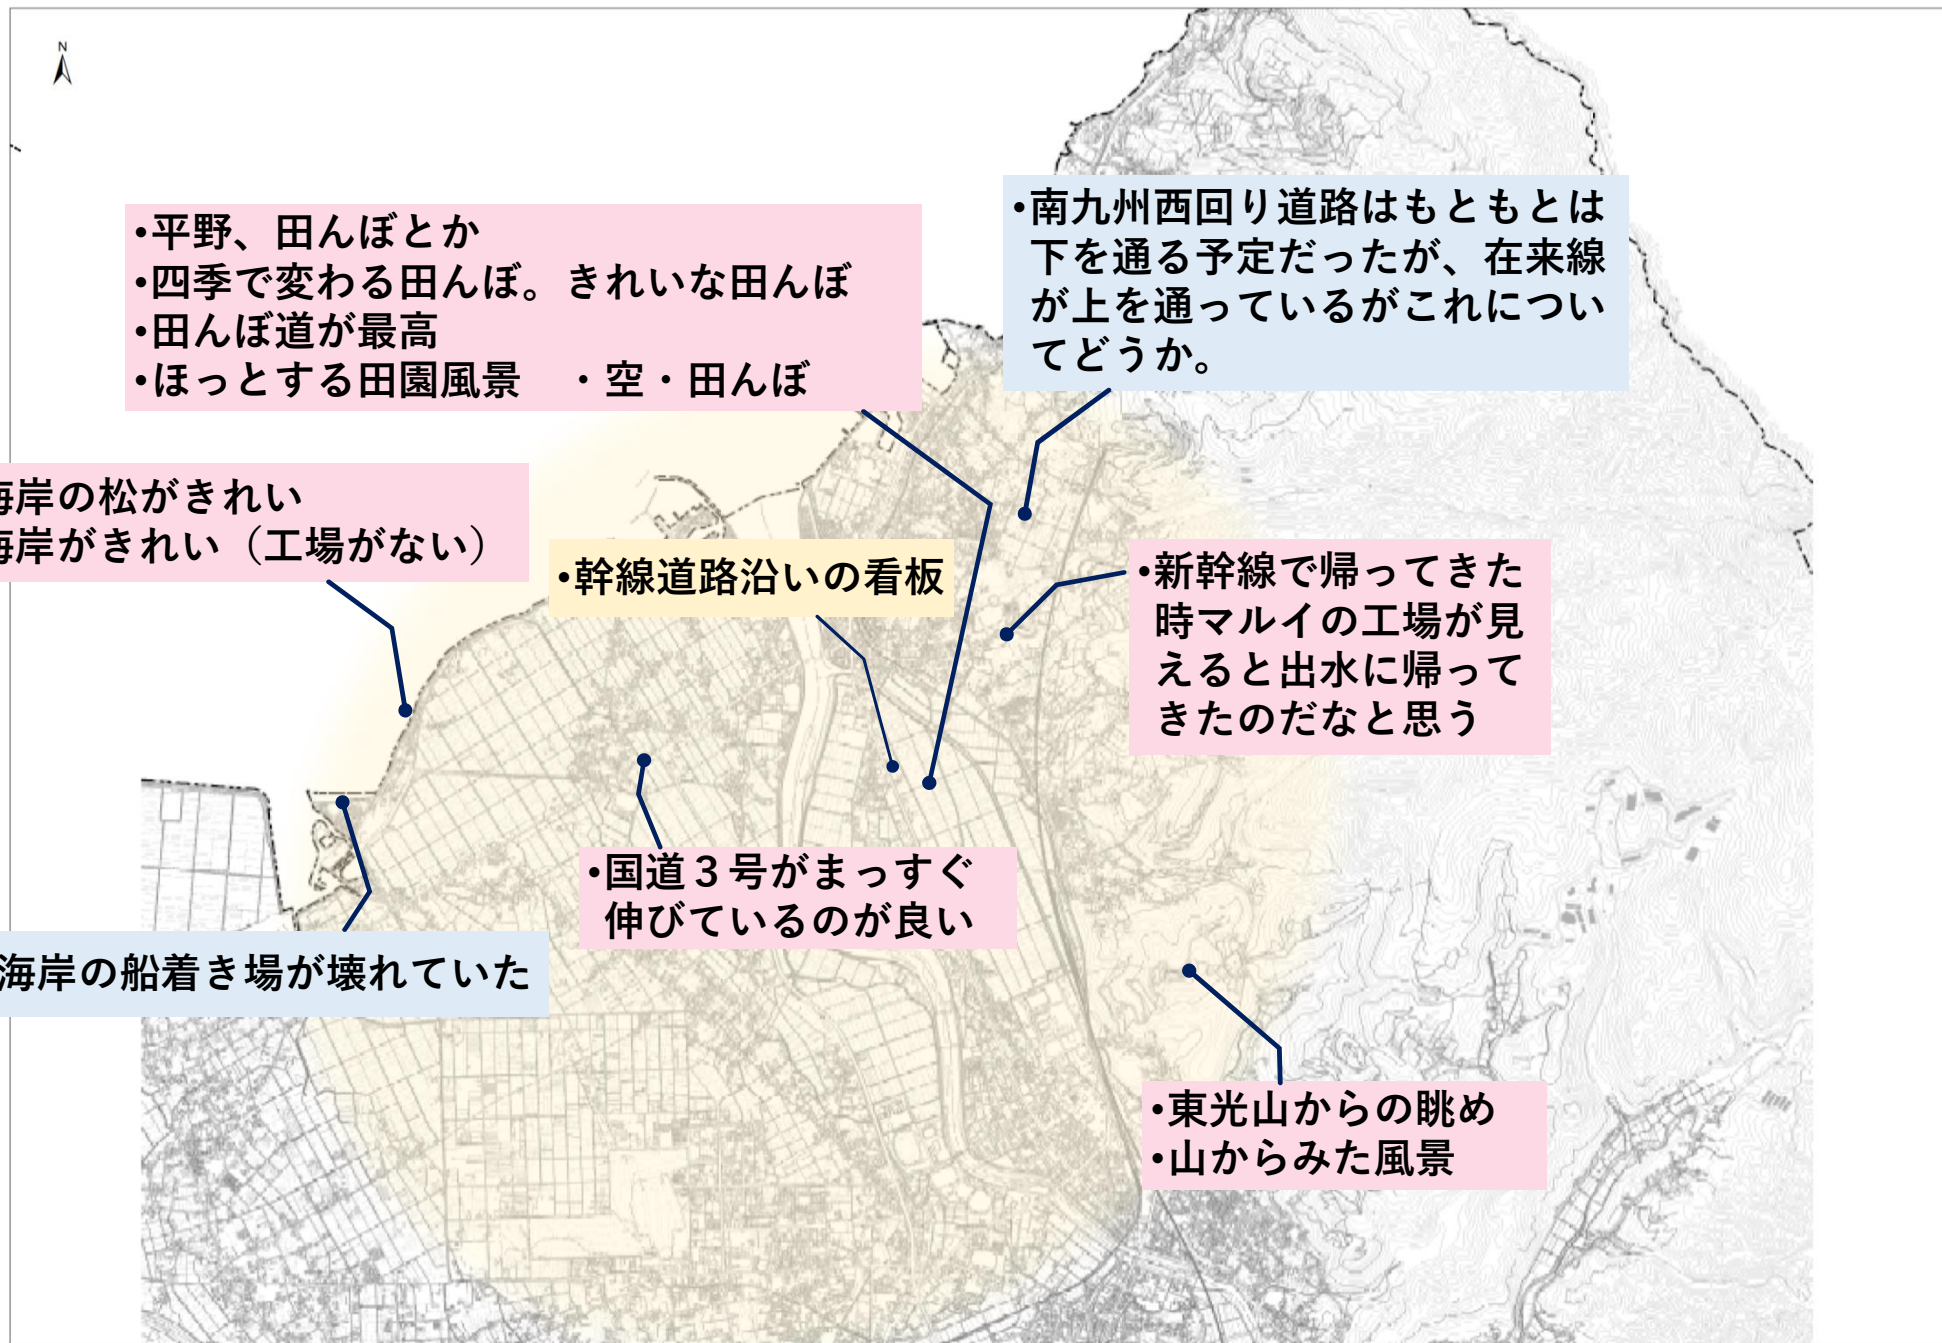 N
•平野、田んぼとか
•四季で変わる田んぼ。きれいな田んぼ
•田んぼ道が最高
•ほっとする田園風景　・空・田んぼ
•南九州西回り道路はもともとは
下を通る予定だったが、在来線
が上を通っているがこれについ
てどうか。
海岸の松がきれい
海岸がきれい（工場がない）
•幹線道路沿いの看板
•新幹線で帰ってきた
時マルイの工場が見
えると出水に帰って
きたのだなと思う
•国道３号がまっすぐ
伸びているのが良い
海岸の船着き場が壊れていた
•東光山からの眺め
•山からみた風景